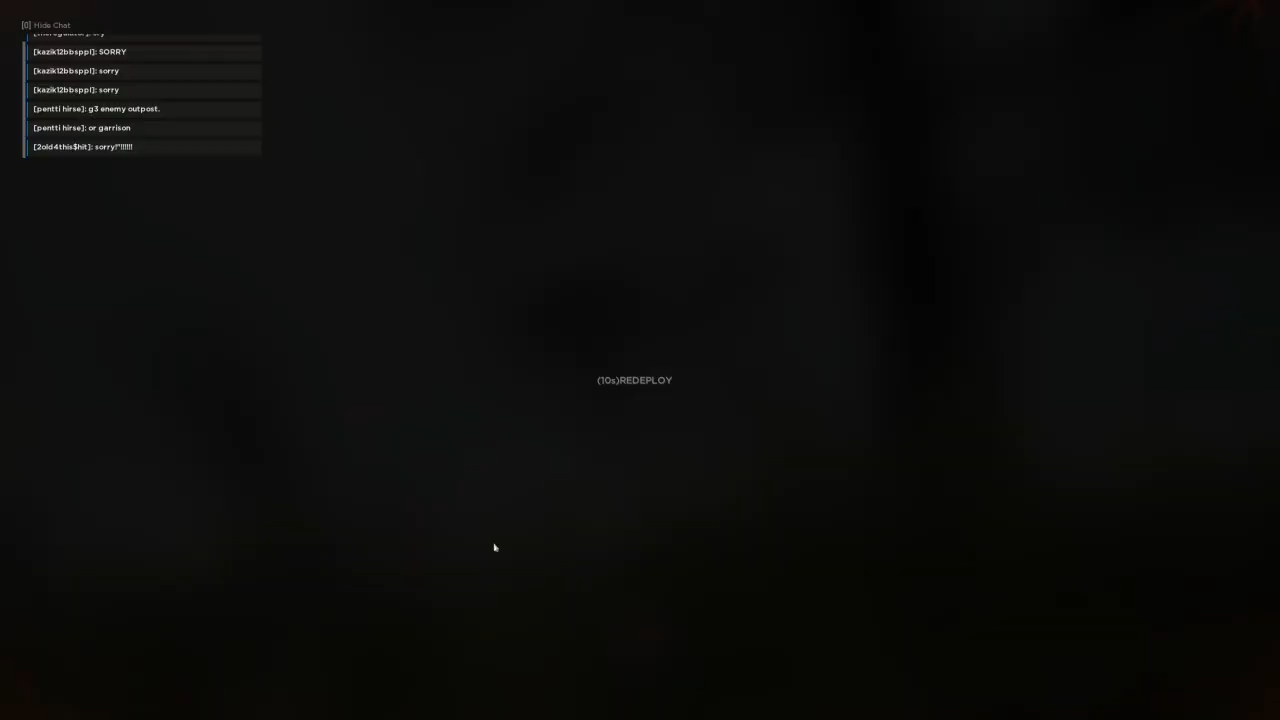 [0] Hide Chat
[kazik12bbsppl]: SORRY
[kazik12bbsppl]: sorry
[kazik12bbsppl]: sorry
[pentti hirse]: g3 enemy outpost.
[pentti hirse]: or garrison
[2old4this$hit]: sorry!"!!!!!!
(10s)REDEPLOY